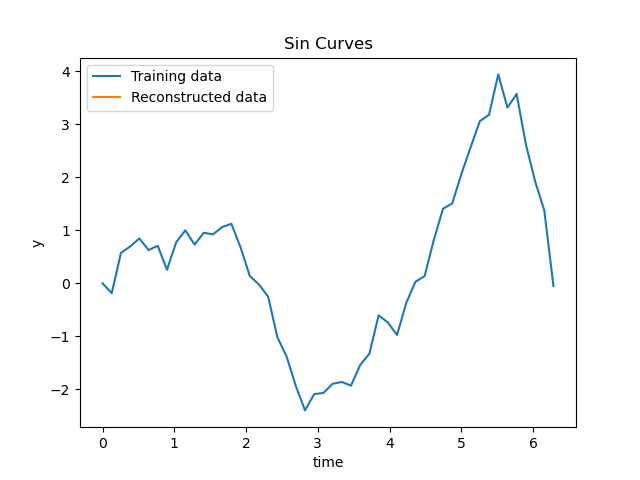 Sin Curves
Training data
Reconstructed data
y
4
3
2
1
0
−1
−2
0 1 2 3 4 5 6
time